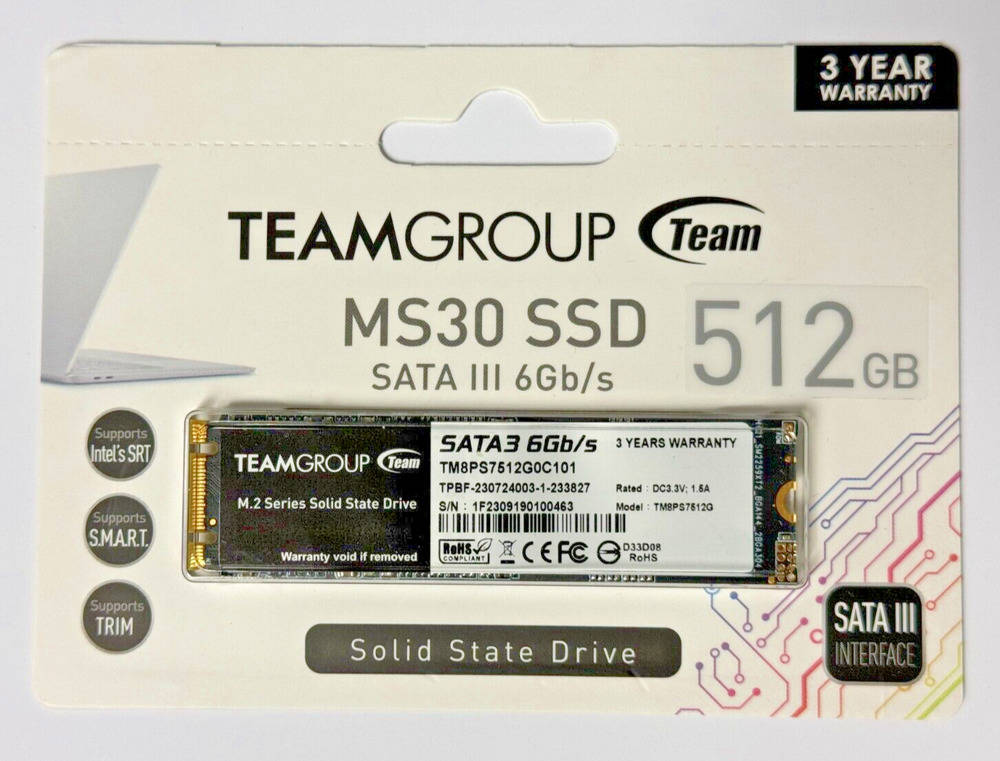 3 YEAR
WARRANTY
TEAMGROUP Team
MS30 SSD
512GB
SATA III 6Gb/s
Supports
Intel's SRT
Supports
S.M.A.R.T.
Supports
TRIM
TEAMGROUP Team
M.2 Series Solid State Drive
Warranty void if removed
SATA3 6Gb/s
3 YEARS WARRANTY
TM8PS7512G0C101
TPBF-230724003-1-233827
Rated : DC3.3V; 1.5A
S/N : 1F2309190100463
Model : TM8PS7512G
RoHS
COMPLIANT
CE FC
D33D08
RoHS
Solid State Drive
SATA III
INTERFACE